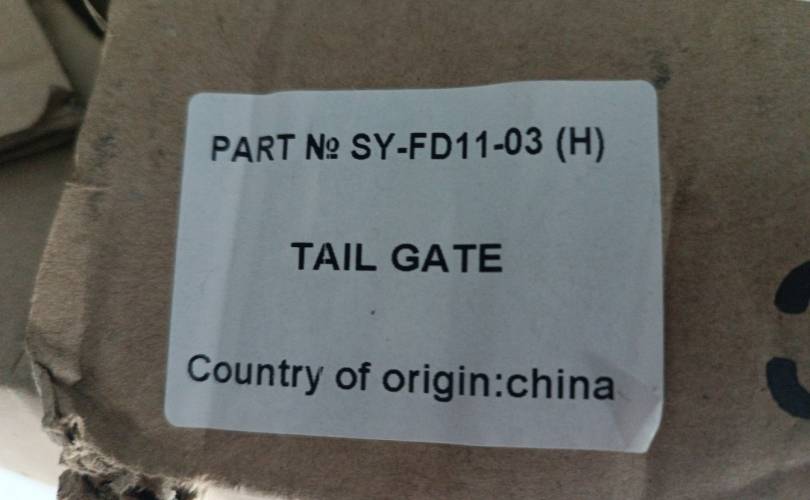 PART № SY-FD11-03 (H)
TAIL GATE
Country of origin:china